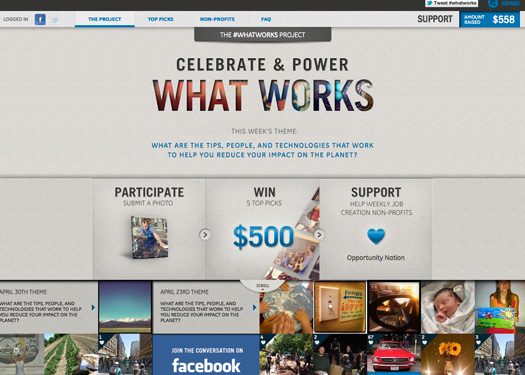 Tweet #whatworks
LOGGED IN
THE PROJECT
TOP PICKS
NON-PROFITS
FAQ
SUPPORT
AMOUNT
RAISED
$558
THE #WHATWORKS PROJECT
CELEBRATE & POWER
WHAT WORKS
THIS WEEK'S THEME:
WHAT ARE THE TIPS, PEOPLE, AND TECHNOLOGIES THAT WORK
TO HELP YOU REDUCE YOUR IMPACT ON THE PLANET?
PARTICIPATE
SUBMIT A PHOTO
WIN
5 TOP PICKS
$500
SUPPORT
HELP WEEKLY JOB
CREATION NON-PROFITS
Opportunity Nation
SCROLL
APRIL 30TH THEME
WHAT ARE THE TIPS, PEOPLE, AND
TECHNOLOGIES THAT WORK TO HELP
YOU REDUCE YOUR IMPACT ON THE
PLANET?
APRIL 23RD THEME
WHAT ARE THE TIPS, PEOPLE, AND
TECHNOLOGIES THAT WORK TO HELP
YOU REDUCE YOUR IMPACT ON THE
PLANET?
JOIN THE CONVERSATION ON
facebook